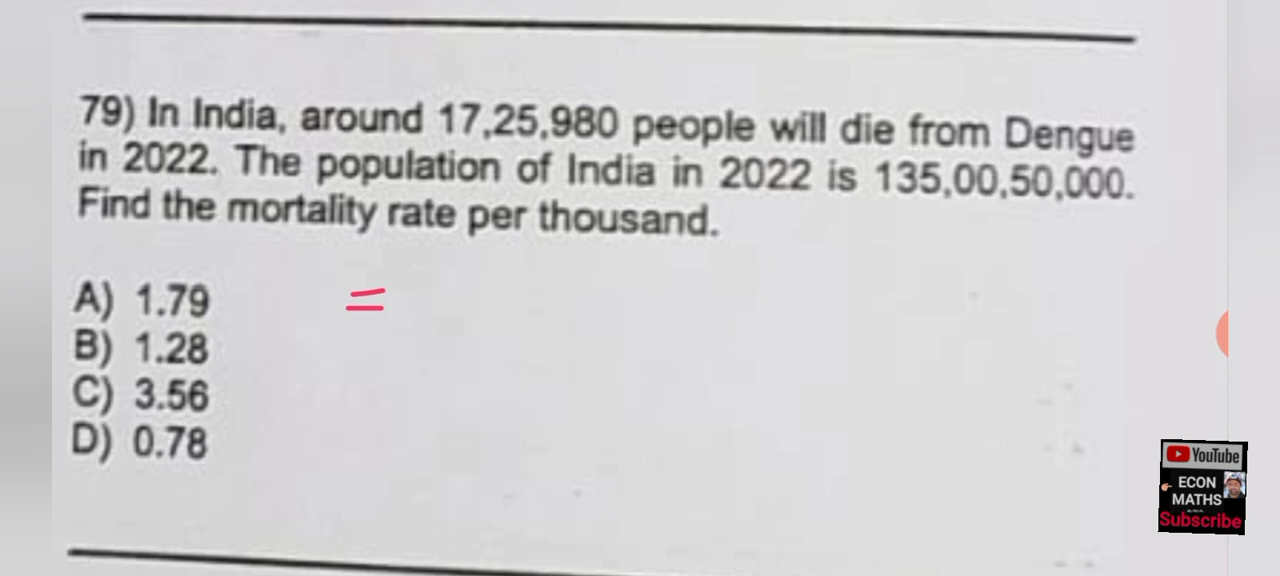 79) In India, around 17,25,980 people will die from Dengue
in 2022. The population of India in 2022 is 135,00,50,000.
Find the mortality rate per thousand.
A) 1.79
=
B) 1.28
C) 3.56
D) 0.78
YouTube
ECON
MATHS
Subscribe